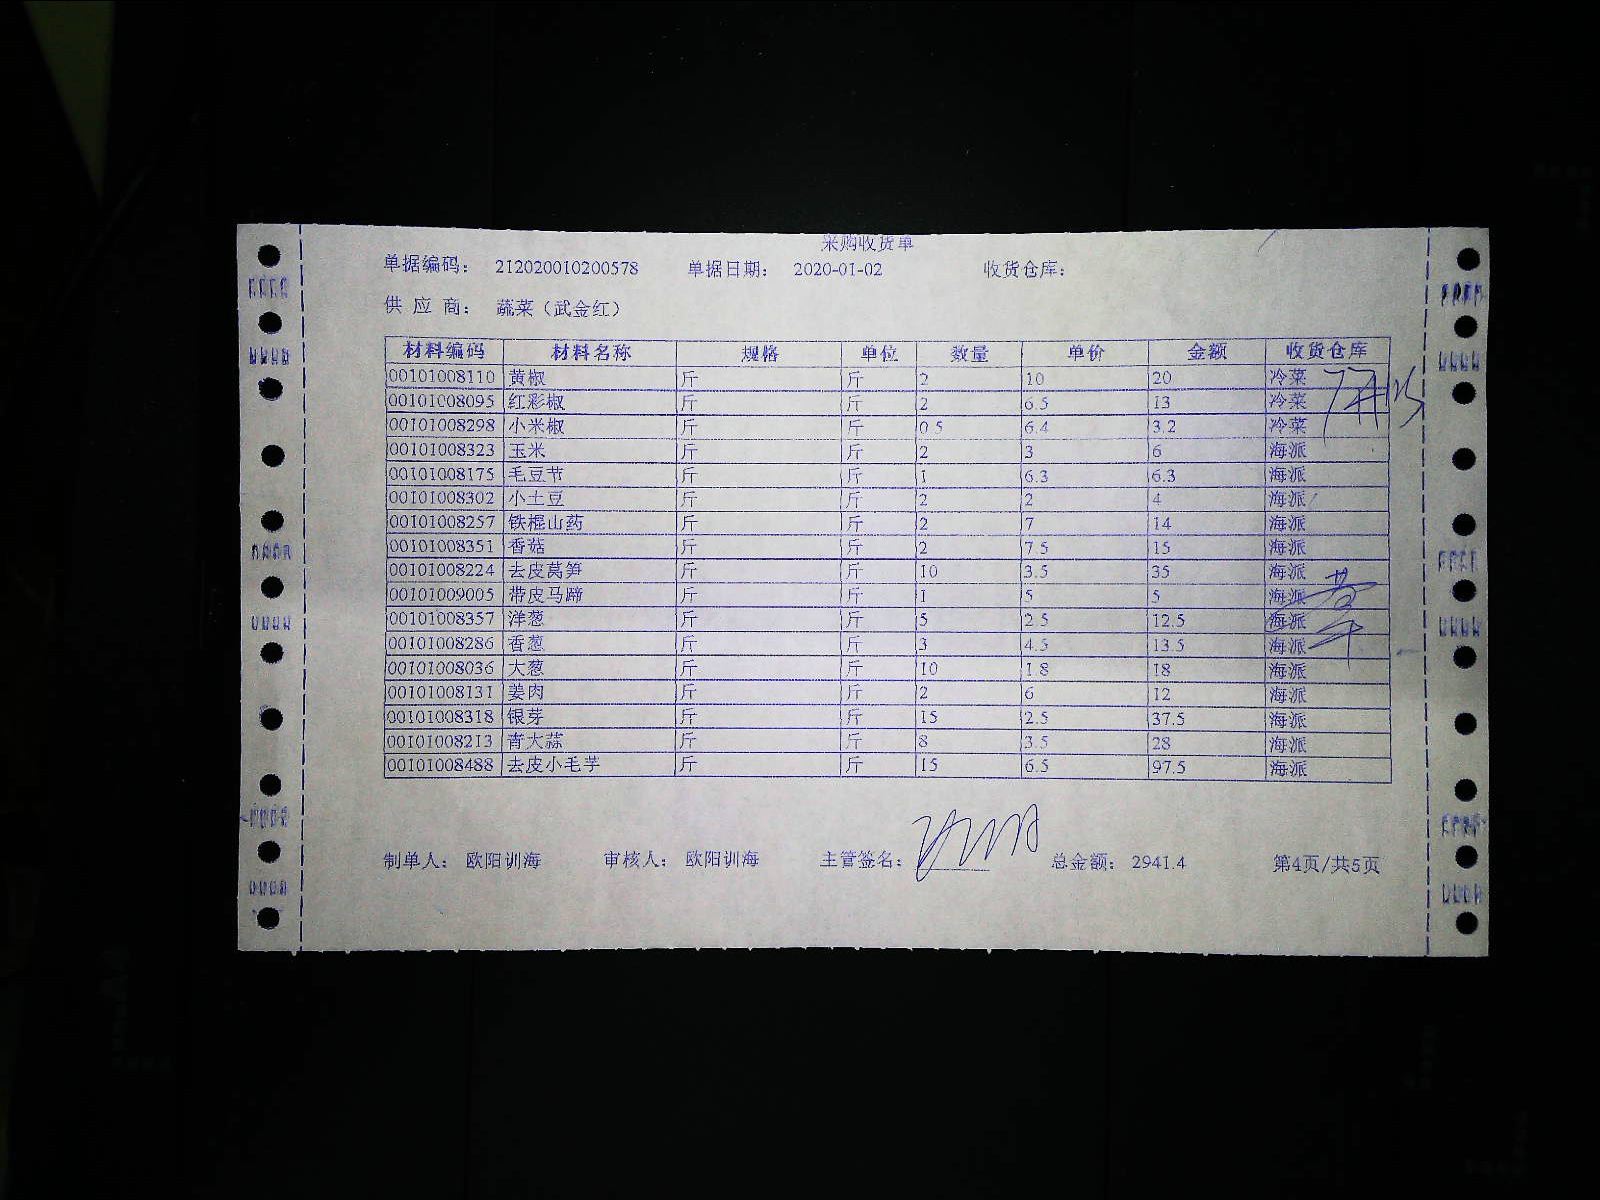 采购收货单
单据编码: 212020010200578 单据日期: 2020-01-02 收货仓库:
供 应 商: 蔬菜（武金红）
材料编码 材料名称 规格 单位 数量 单价 金额 收货仓库
00101008110 黄椒 斤 斤 2 10 20 冷菜
00101008095 红彩椒 斤 斤 2 6.5 13 冷菜
00101008298 小米椒 斤 斤 0.5 6.4 3.2 冷菜
00101008323 玉米 斤 斤 2 3 6 海派
00101008175 毛豆节 斤 斤 1 6.3 6.3 海派
00101008302 小土豆 斤 斤 2 2 4 海派
00101008257 铁棍山药 斤 斤 2 7 14 海派
00101008351 香菇 斤 斤 2 7.5 15 海派
00101008224 去皮莴笋 斤 斤 10 3.5 35 海派
00101009005 带皮马蹄 斤 斤 1 5 5 海派
00101008357 洋葱 斤 斤 5 2.5 12.5 海派
00101008286 香葱 斤 斤 3 4.5 13.5 海派
00101008036 大葱 斤 斤 10 1.8 18 海派
00101008131 姜肉 斤 斤 2 6 12 海派
00101008318 银芽 斤 斤 15 2.5 37.5 海派
00101008213 青大蒜 斤 斤 8 3.5 28 海派
00101008488 去皮小毛芋 斤 斤 15 6.5 97.5 海派
制单人: 欧阳训海 审核人: 欧阳训海 主管签名: 总金额: 2941.4 第4页/共5页